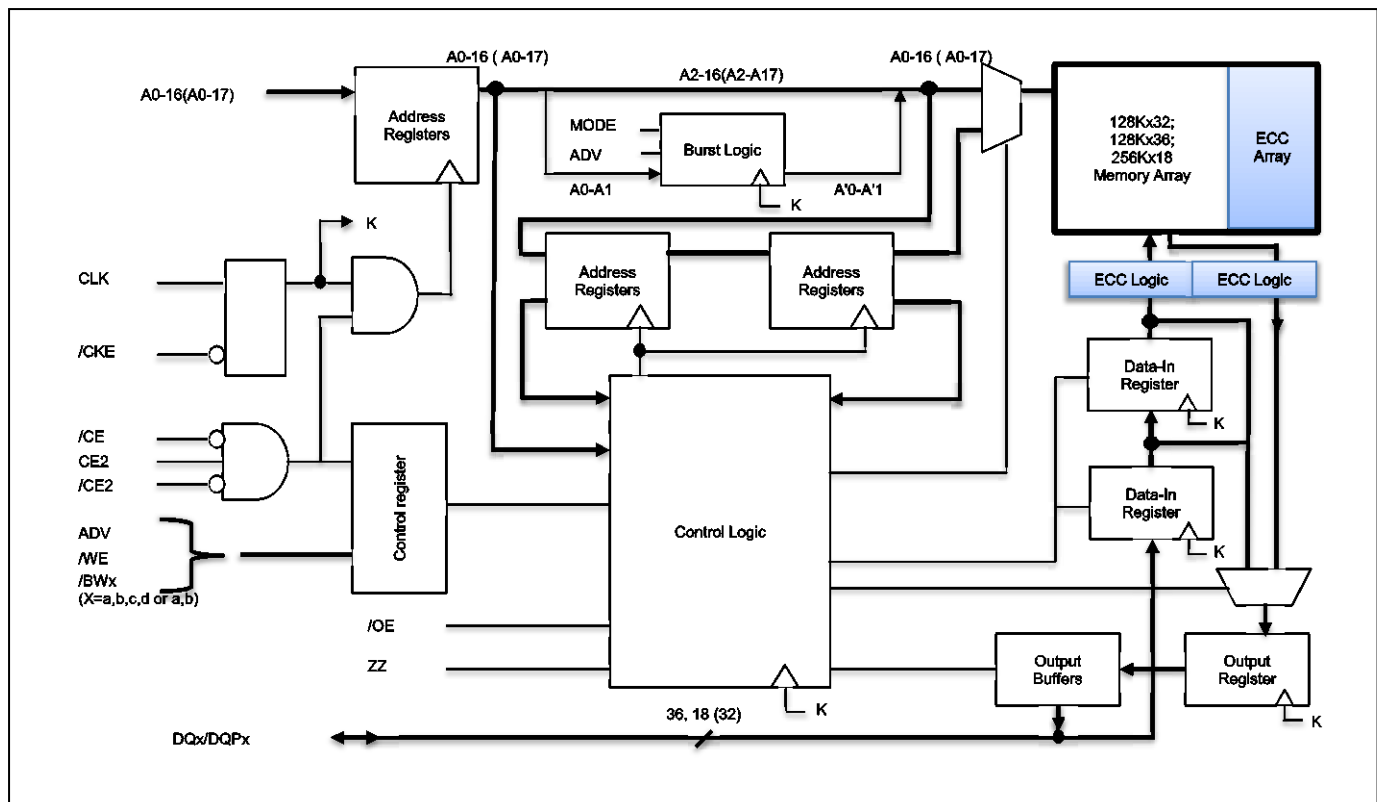 A0-16 ( A0-17)
A2-16(A2-A17)
A0-16 ( A0-17)
A0-16(A0-17)
Address
Registers
MODE
ADV
A0-A1
Burst Logic
K
A'0-A'1
128Kx32;
128Kx36;
256Kx18
Memory Array
ECC
Array
K
CLK
/CKE
Address
Registers
Address
Registers
ECC Logic
ECC Logic
Data-In
Register
K
/CE
CE2
/CE2
Control register
Control Logic
Data-In
Register
K
ADV
/WE
/BWx
(X=a,b,c,d or a,b)
/OE
ZZ
K
Output
Buffers
Output
Register
K
36, 18 (32)
DQx/DQPx